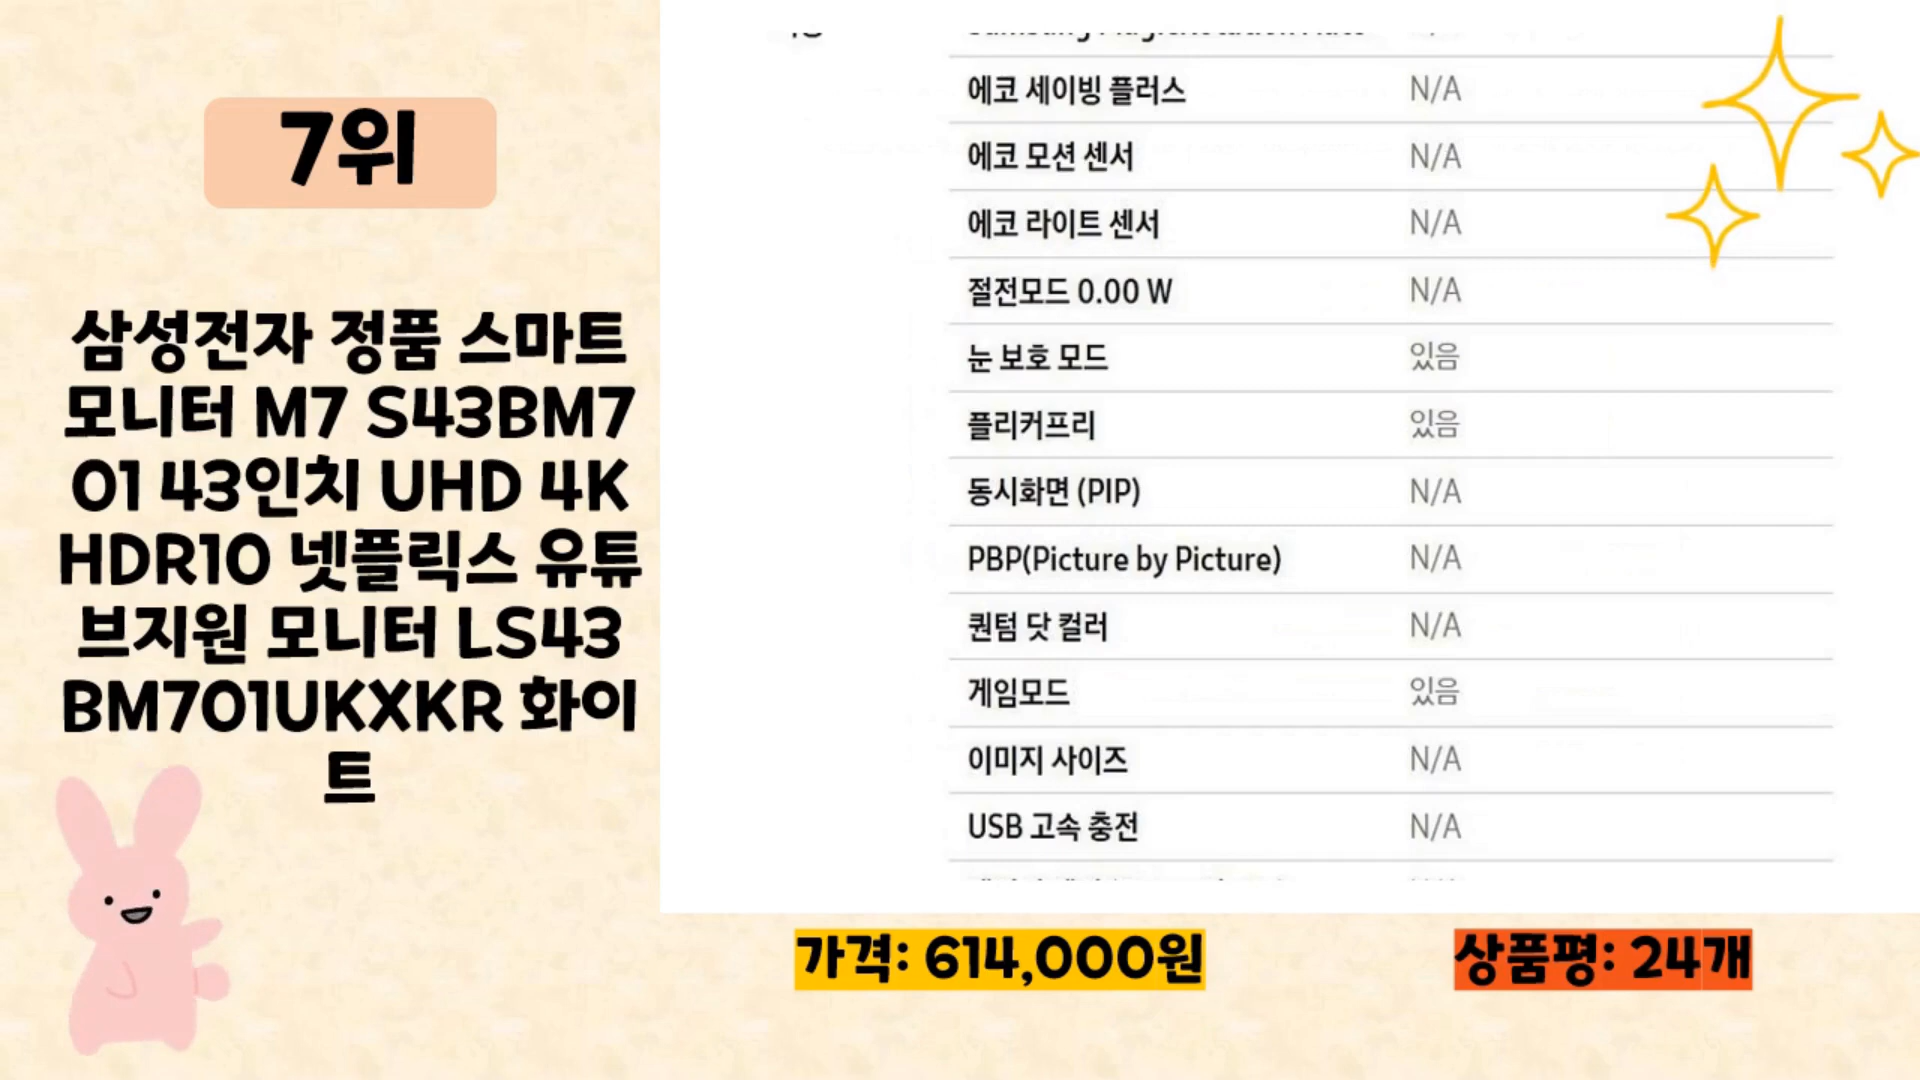 7위
삼성전자 정품 스마트
모니터 M7 S43BM7
01 43인치 UHD 4K
HDR10 넷플릭스 유튜
브지원 모니터 LS43
BM701UKXKR 화이
트
에코 세이빙 플러스 N/A
에코 모션 센서 N/A
에코 라이트 센서 N/A
절전모드 0.00 W N/A
눈 보호 모드 있음
플리커프리 있음
동시화면 (PIP) N/A
PBP(Picture by Picture) N/A
퀀텀 닷 컬러 N/A
게임모드 있음
이미지 사이즈 N/A
USB 고속 충전 N/A
가격: 614,000원
상품평: 24개